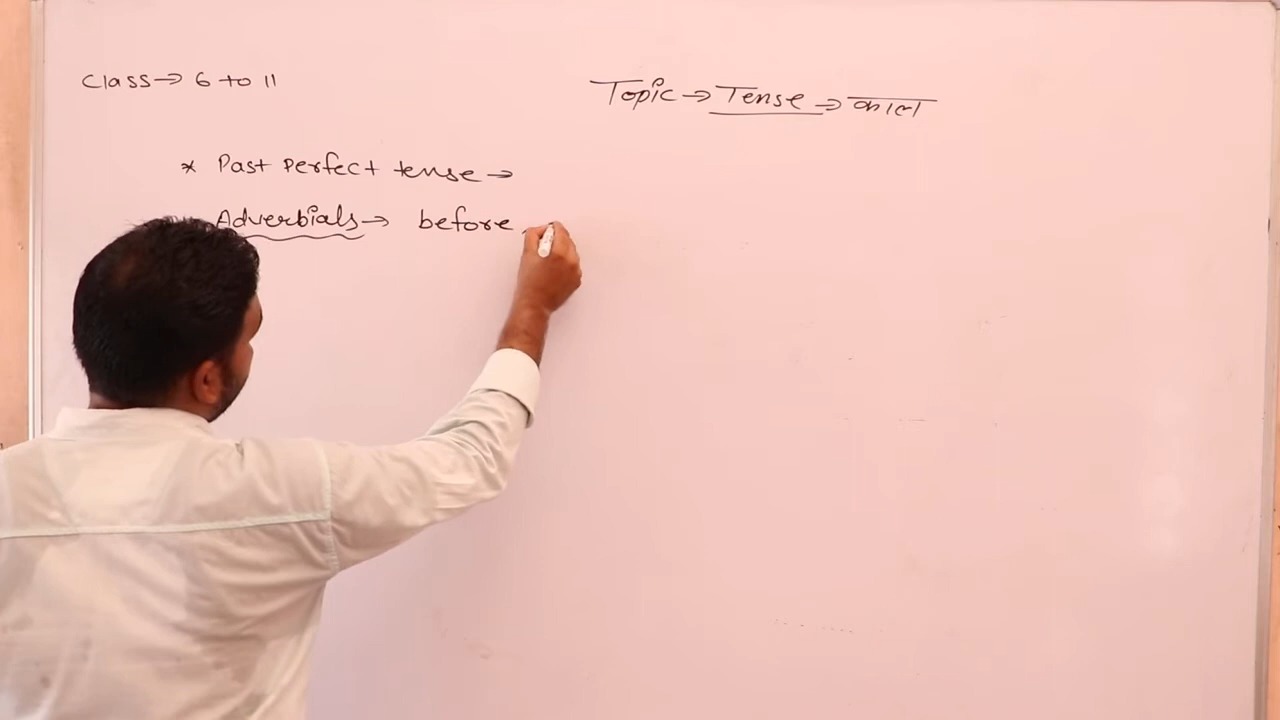 Class→ 6 to 11
Topic → Tense → काल
* Past Perfect tense →
Adverbials→ before,